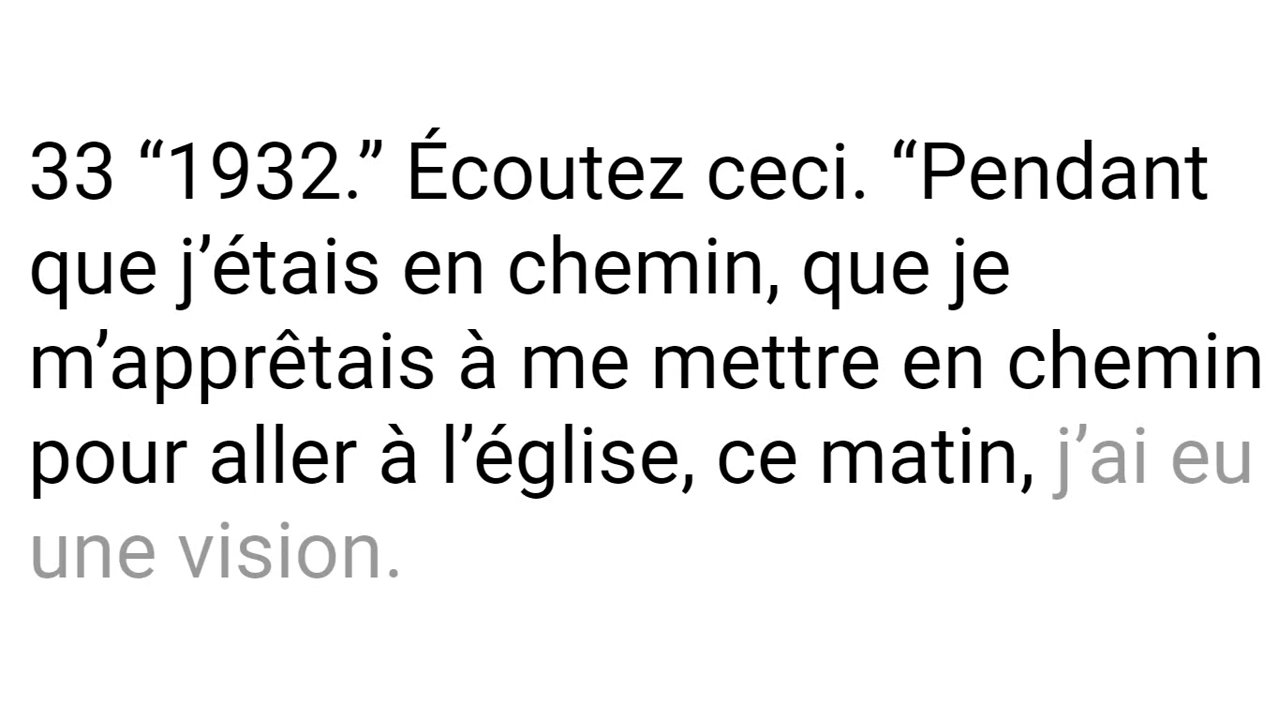 33 “1932.” Écoutez ceci. “Pendant
que j’étais en chemin, que je
m’apprêtais à me mettre en chemin
pour aller à l’église, ce matin, j’ai eu
une vision.